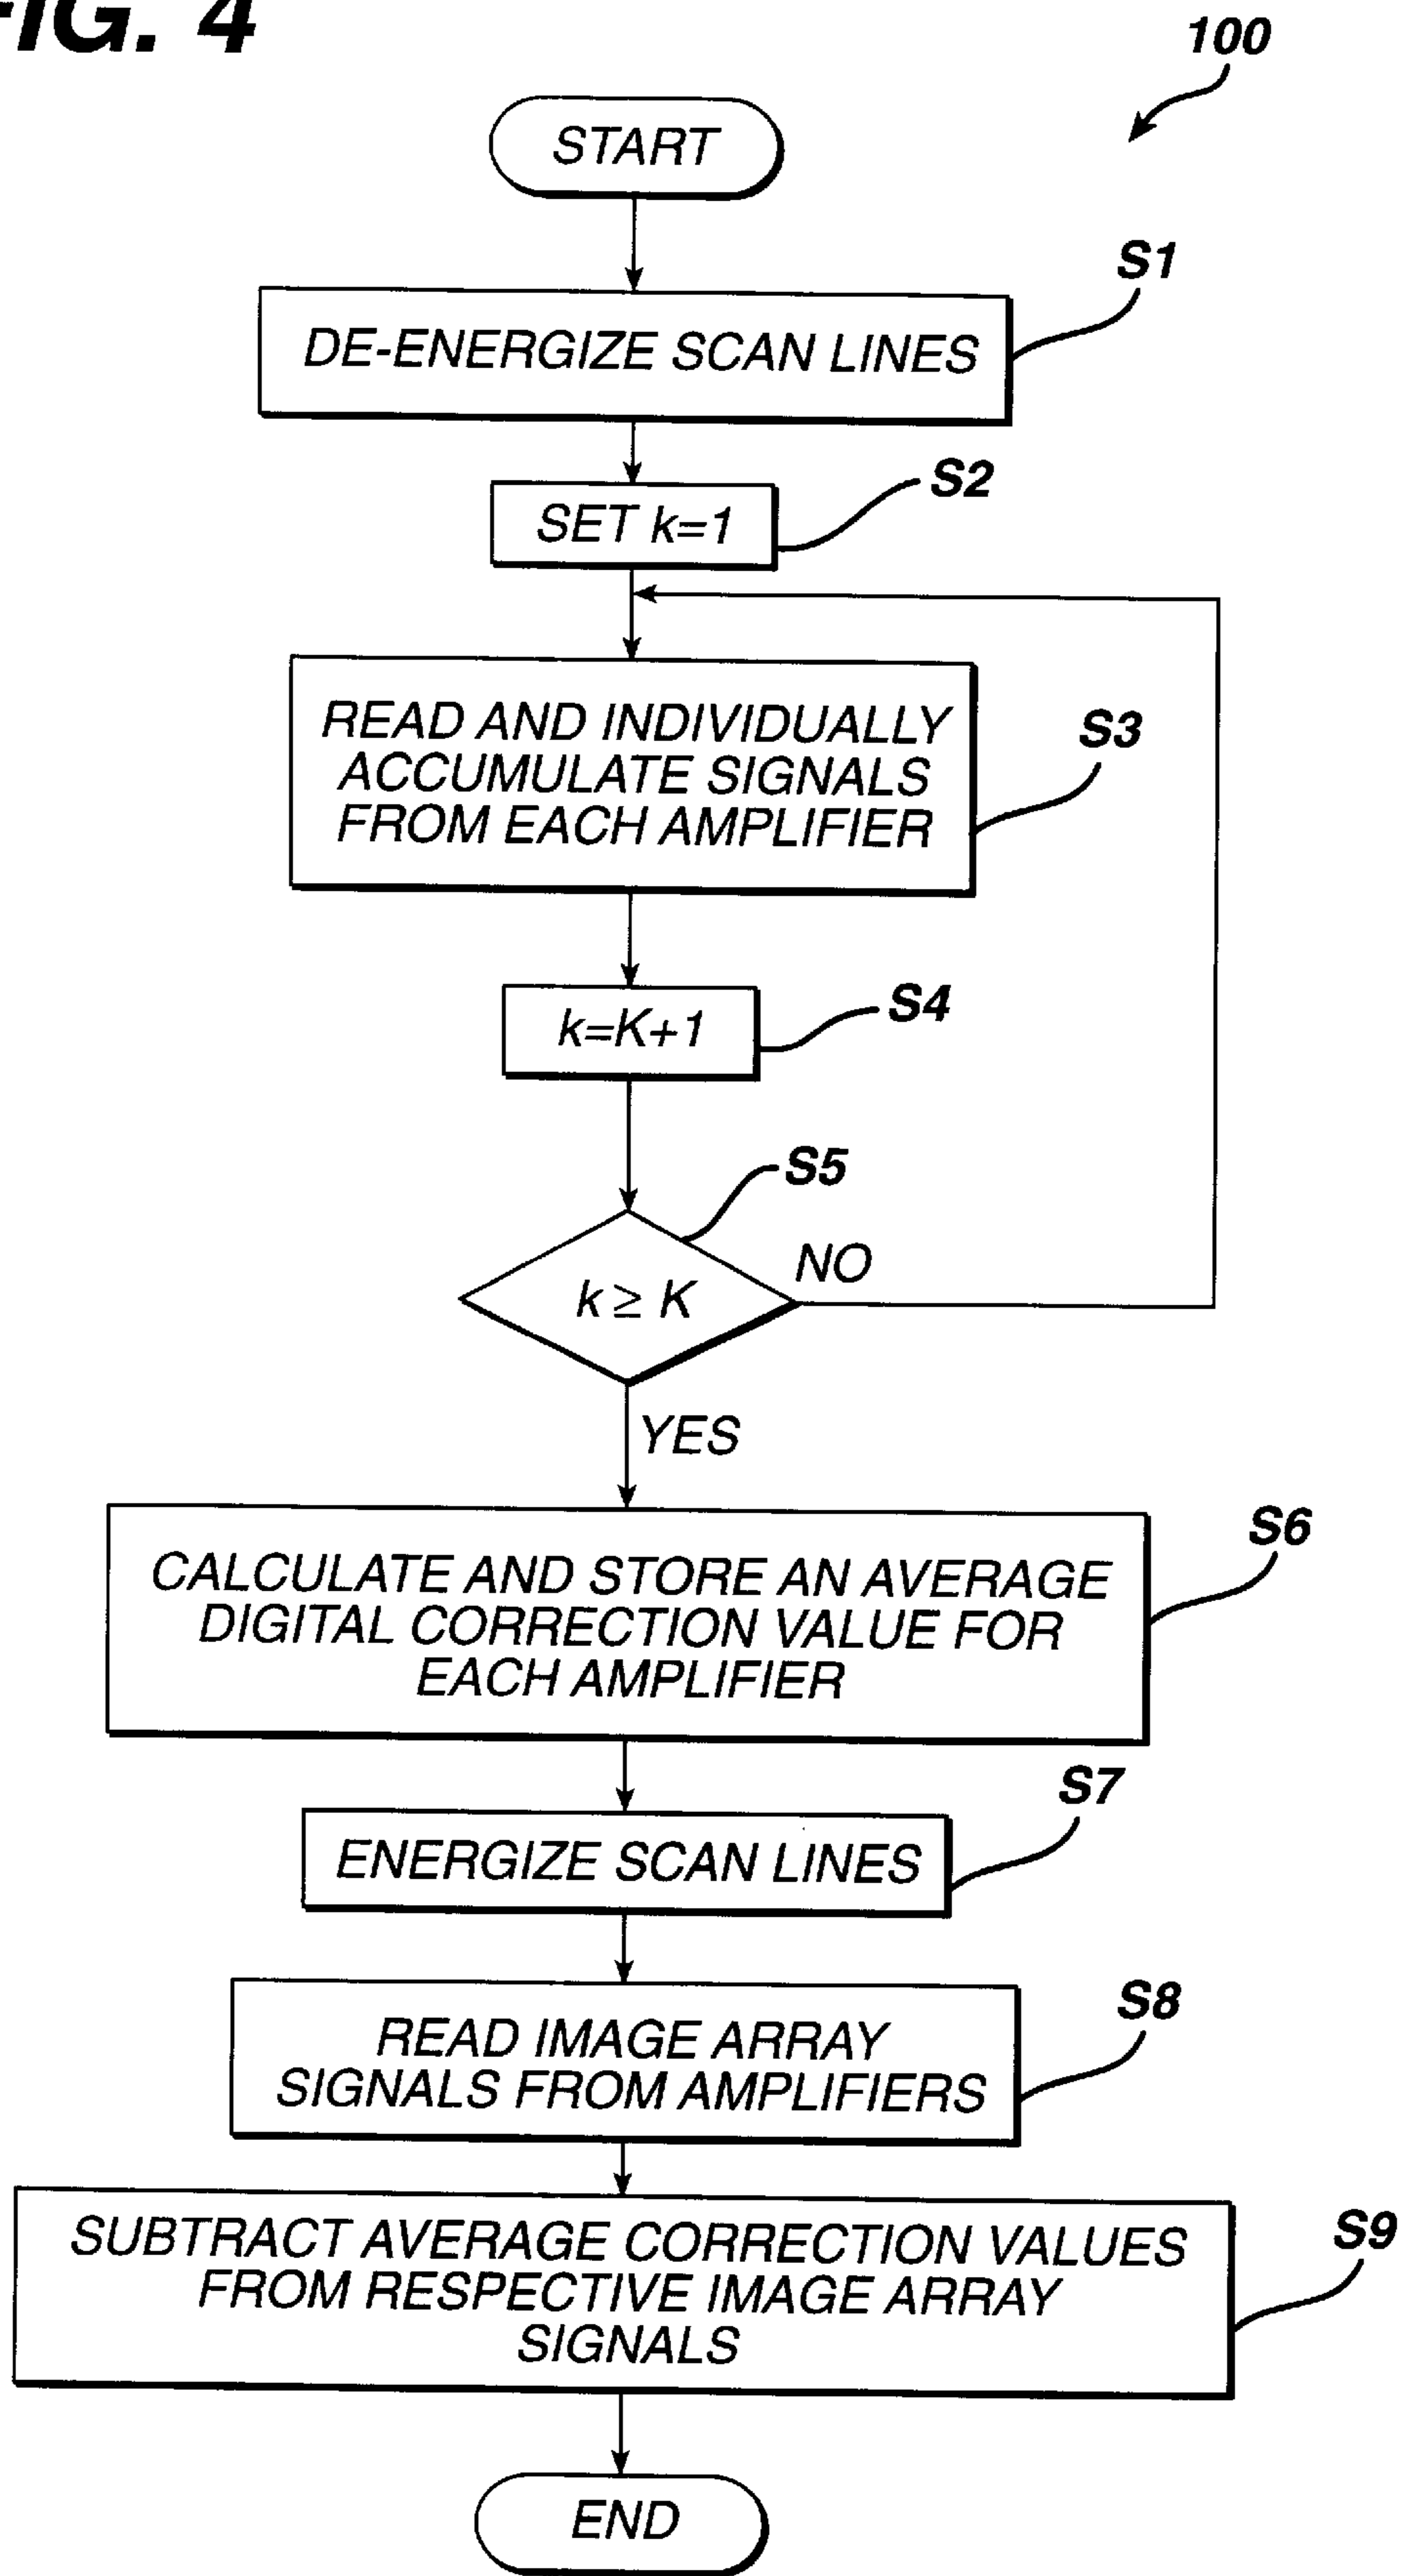 FIG. 4
100
START
S1
DE-ENERGIZE SCAN LINES
S2
SET k=1
READ AND INDIVIDUALLY
ACCUMULATE SIGNALS
FROM EACH AMPLIFIER
S3
k=K+1
S4
S5
k ≥ K
NO
YES
CALCULATE AND STORE AN AVERAGE
DIGITAL CORRECTION VALUE FOR
EACH AMPLIFIER
S6
S7
ENERGIZE SCAN LINES
S8
READ IMAGE ARRAY
SIGNALS FROM AMPLIFIERS
S9
SUBTRACT AVERAGE CORRECTION VALUES
FROM RESPECTIVE IMAGE ARRAY
SIGNALS
END